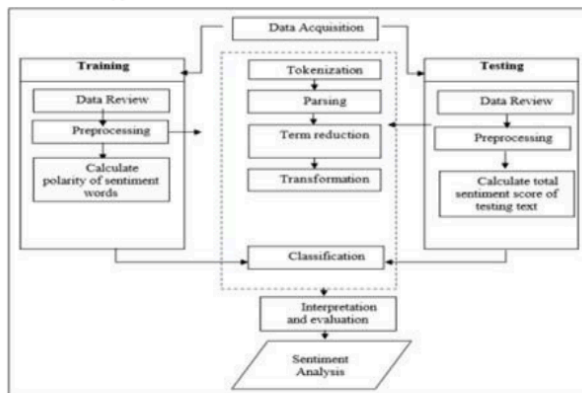 Data Acquisition
Training
Data Review
Preprocessing
Calculate
polarity of sentiment
words
Tokenization
Parsing
Term reduction
Transformation
Classification
Testing
Data Review
Preprocessing
Calculate total
sentiment score of
testing text
Interpretation
and evaluation
Sentiment
Analysis